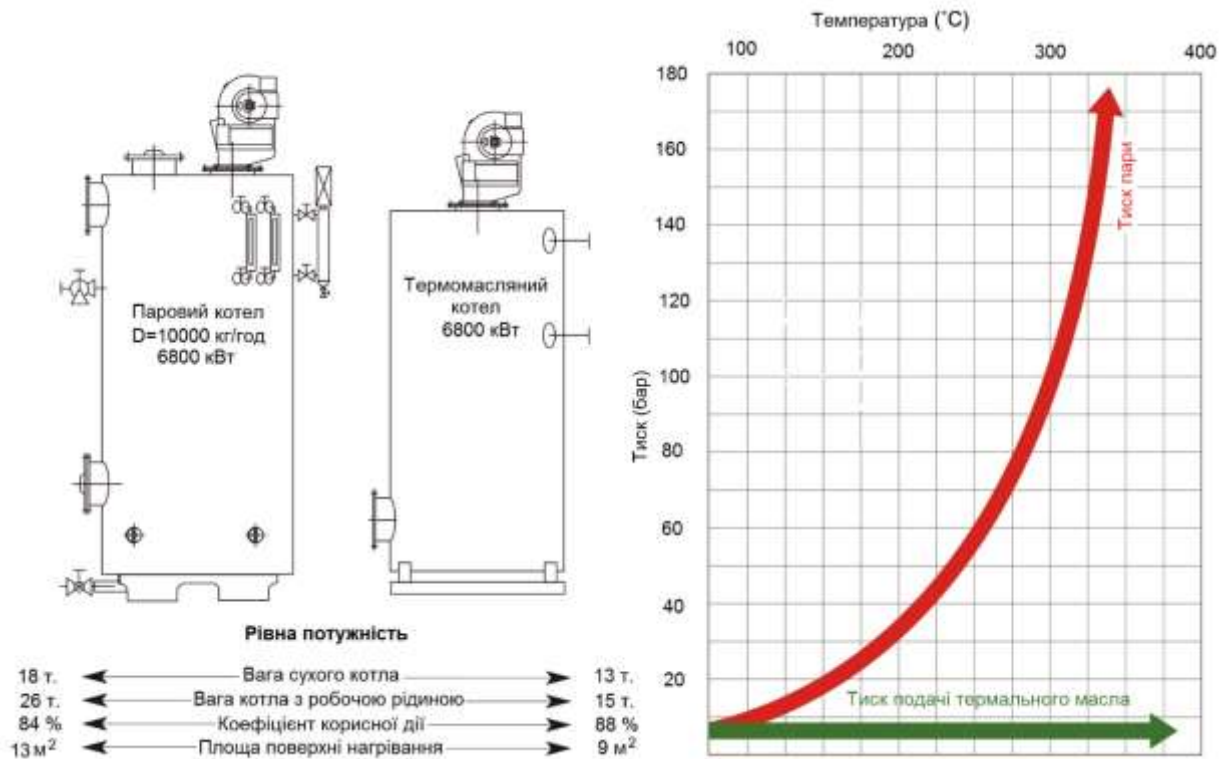 Паровий котел
D=10000 кг/год
6800 кВт
Термомасляний
котел
6800 кВт
Рівна потужність
18 т. Вага сухого котла 13 т.
26 т. Вага котла з робочою рідиною 15 т.
84 % Коефіцієнт корисної дії 88 %
13 м² Площа поверхні нагрівання 9 м²
Температура (˚C)
100 200 300 400
180
160
140
120
100
80
60
40
20
Тиск (бар)
Тиск пари
Тиск подачі термального масла